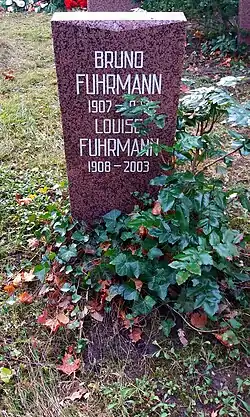 BRUNO
FUHRMANN
1907
LOUISE
FUHRMANN
1908 – 2003